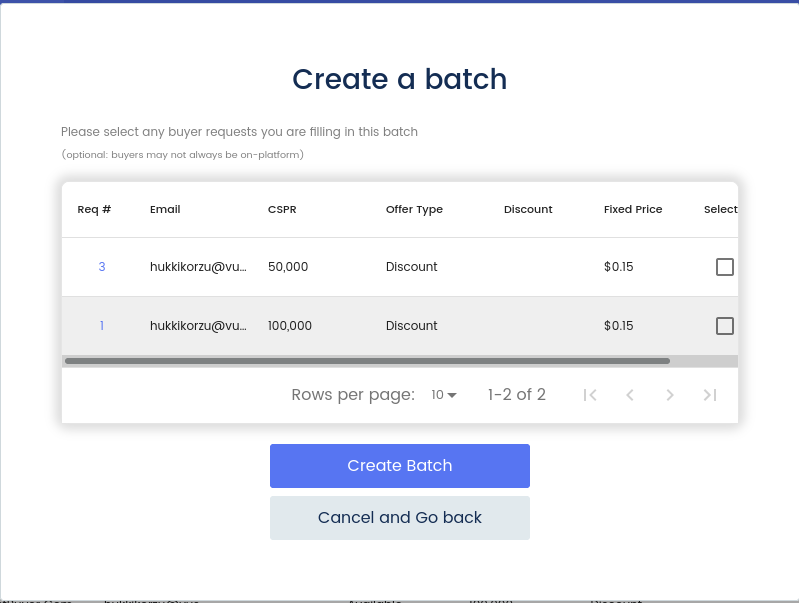 Create a batch
Please select any buyer requests you are filling in this batch
(optional: buyers may not always be on-platform)
Req # Email CSPR Offer Type Discount Fixed Price Select
3 hukkikorzu@vu... 50,000 Discount $0.15
1 hukkikorzu@vu... 100,000 Discount $0.15
Rows per page: 10 1-2 of 2
Create Batch
Cancel and Go back